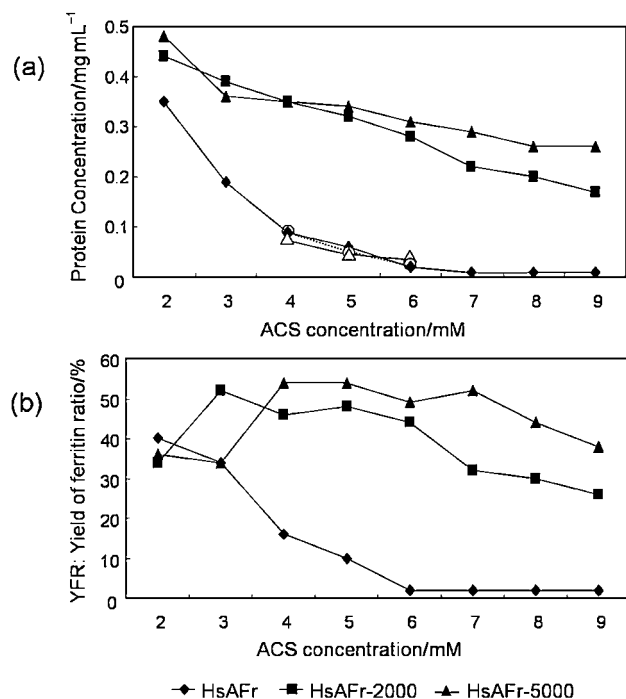 (a)
Protein Concentration/mg mL⁻¹
0.5
0.4
0.3
0.2
0.1
0
2 3 4 5 6 7 8 9
ACS concentration/mM
(b)
YFR: Yield of ferritin ratio/%
60
50
40
30
20
10
0
2 3 4 5 6 7 8 9
ACS concentration/mM
HsAFr HsAFr-2000 HsAFr-5000